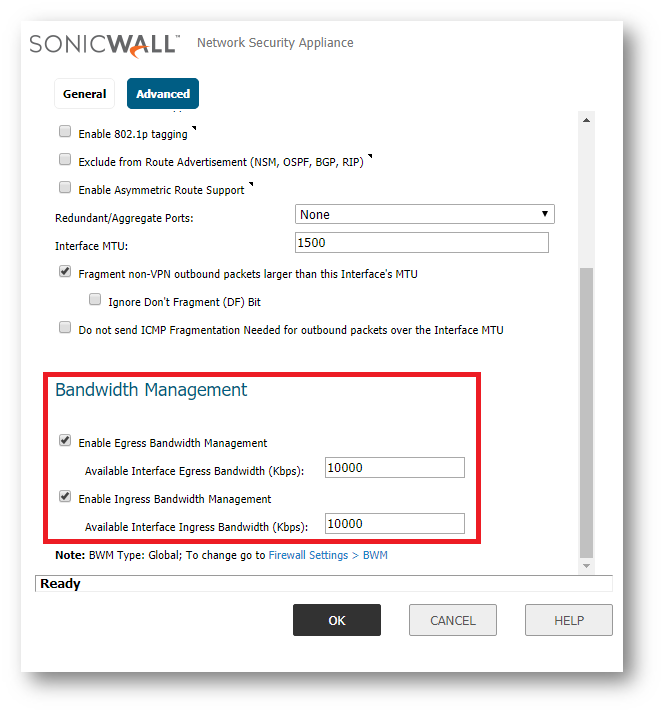 SONICWALL™ Network Security Appliance
General Advanced
Enable 802.1p tagging
Exclude from Route Advertisement (NSM, OSPF, BGP, RIP)
Enable Asymmetric Route Support
Redundant/Aggregate Ports: None
Interface MTU: 1500
Fragment non-VPN outbound packets larger than this Interface's MTU
Ignore Don't Fragment (DF) Bit
Do not send ICMP Fragmentation Needed for outbound packets over the Interface MTU
Bandwidth Management
Enable Egress Bandwidth Management
Available Interface Egress Bandwidth (Kbps): 10000
Enable Ingress Bandwidth Management
Available Interface Ingress Bandwidth (Kbps): 10000
Note: BWM Type: Global; To change go to Firewall Settings > BWM
Ready
OK CANCEL HELP